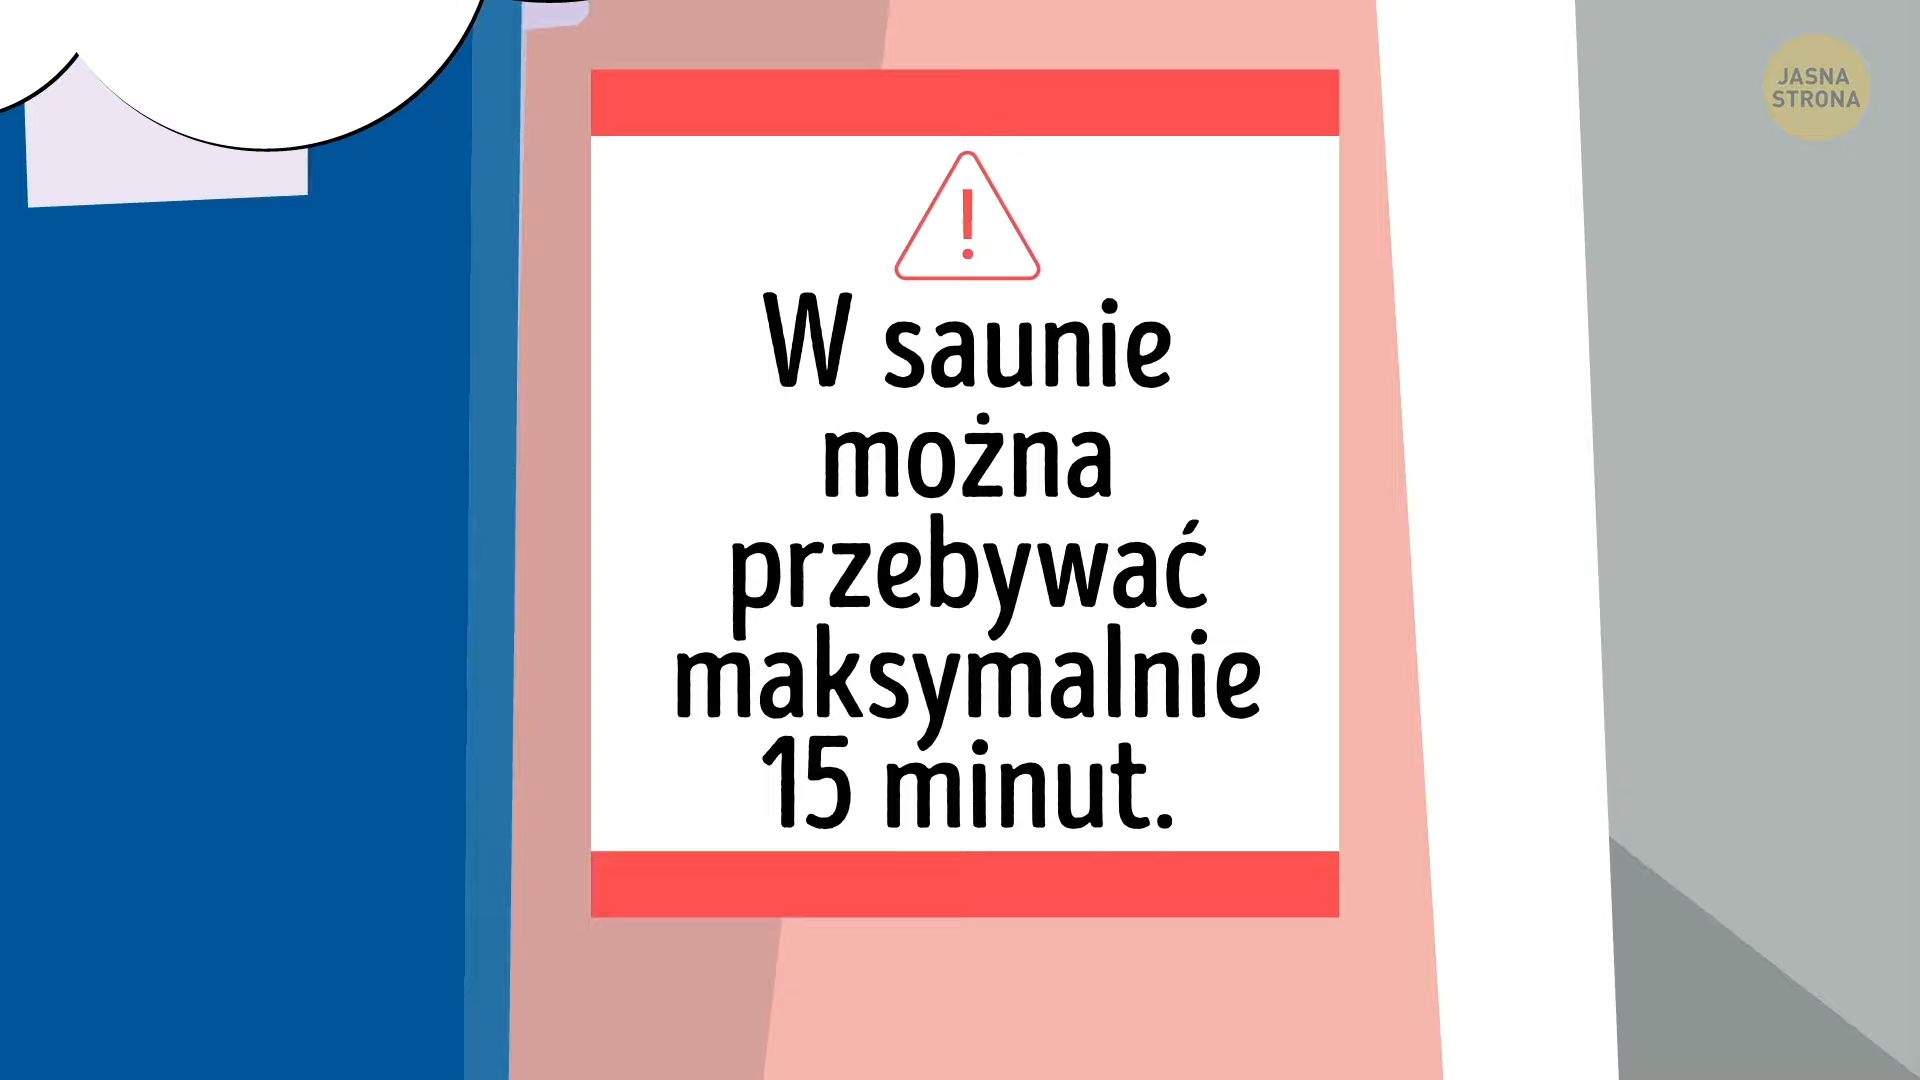 JASNA
STRONA
!
W saunie
można
przebywać
maksymalnie
15 minut.